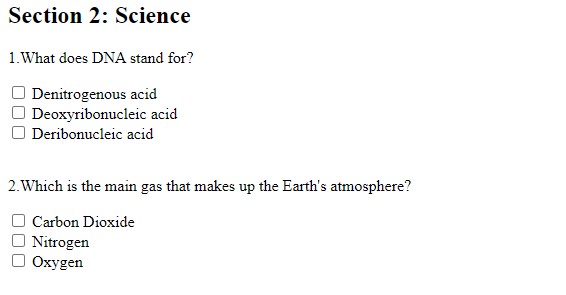 Section 2: Science
1.What does DNA stand for?
Denitrogenous acid
Deoxyribonucleic acid
Deribonucleic acid
2.Which is the main gas that makes up the Earth's atmosphere?
Carbon Dioxide
Nitrogen
Oxygen